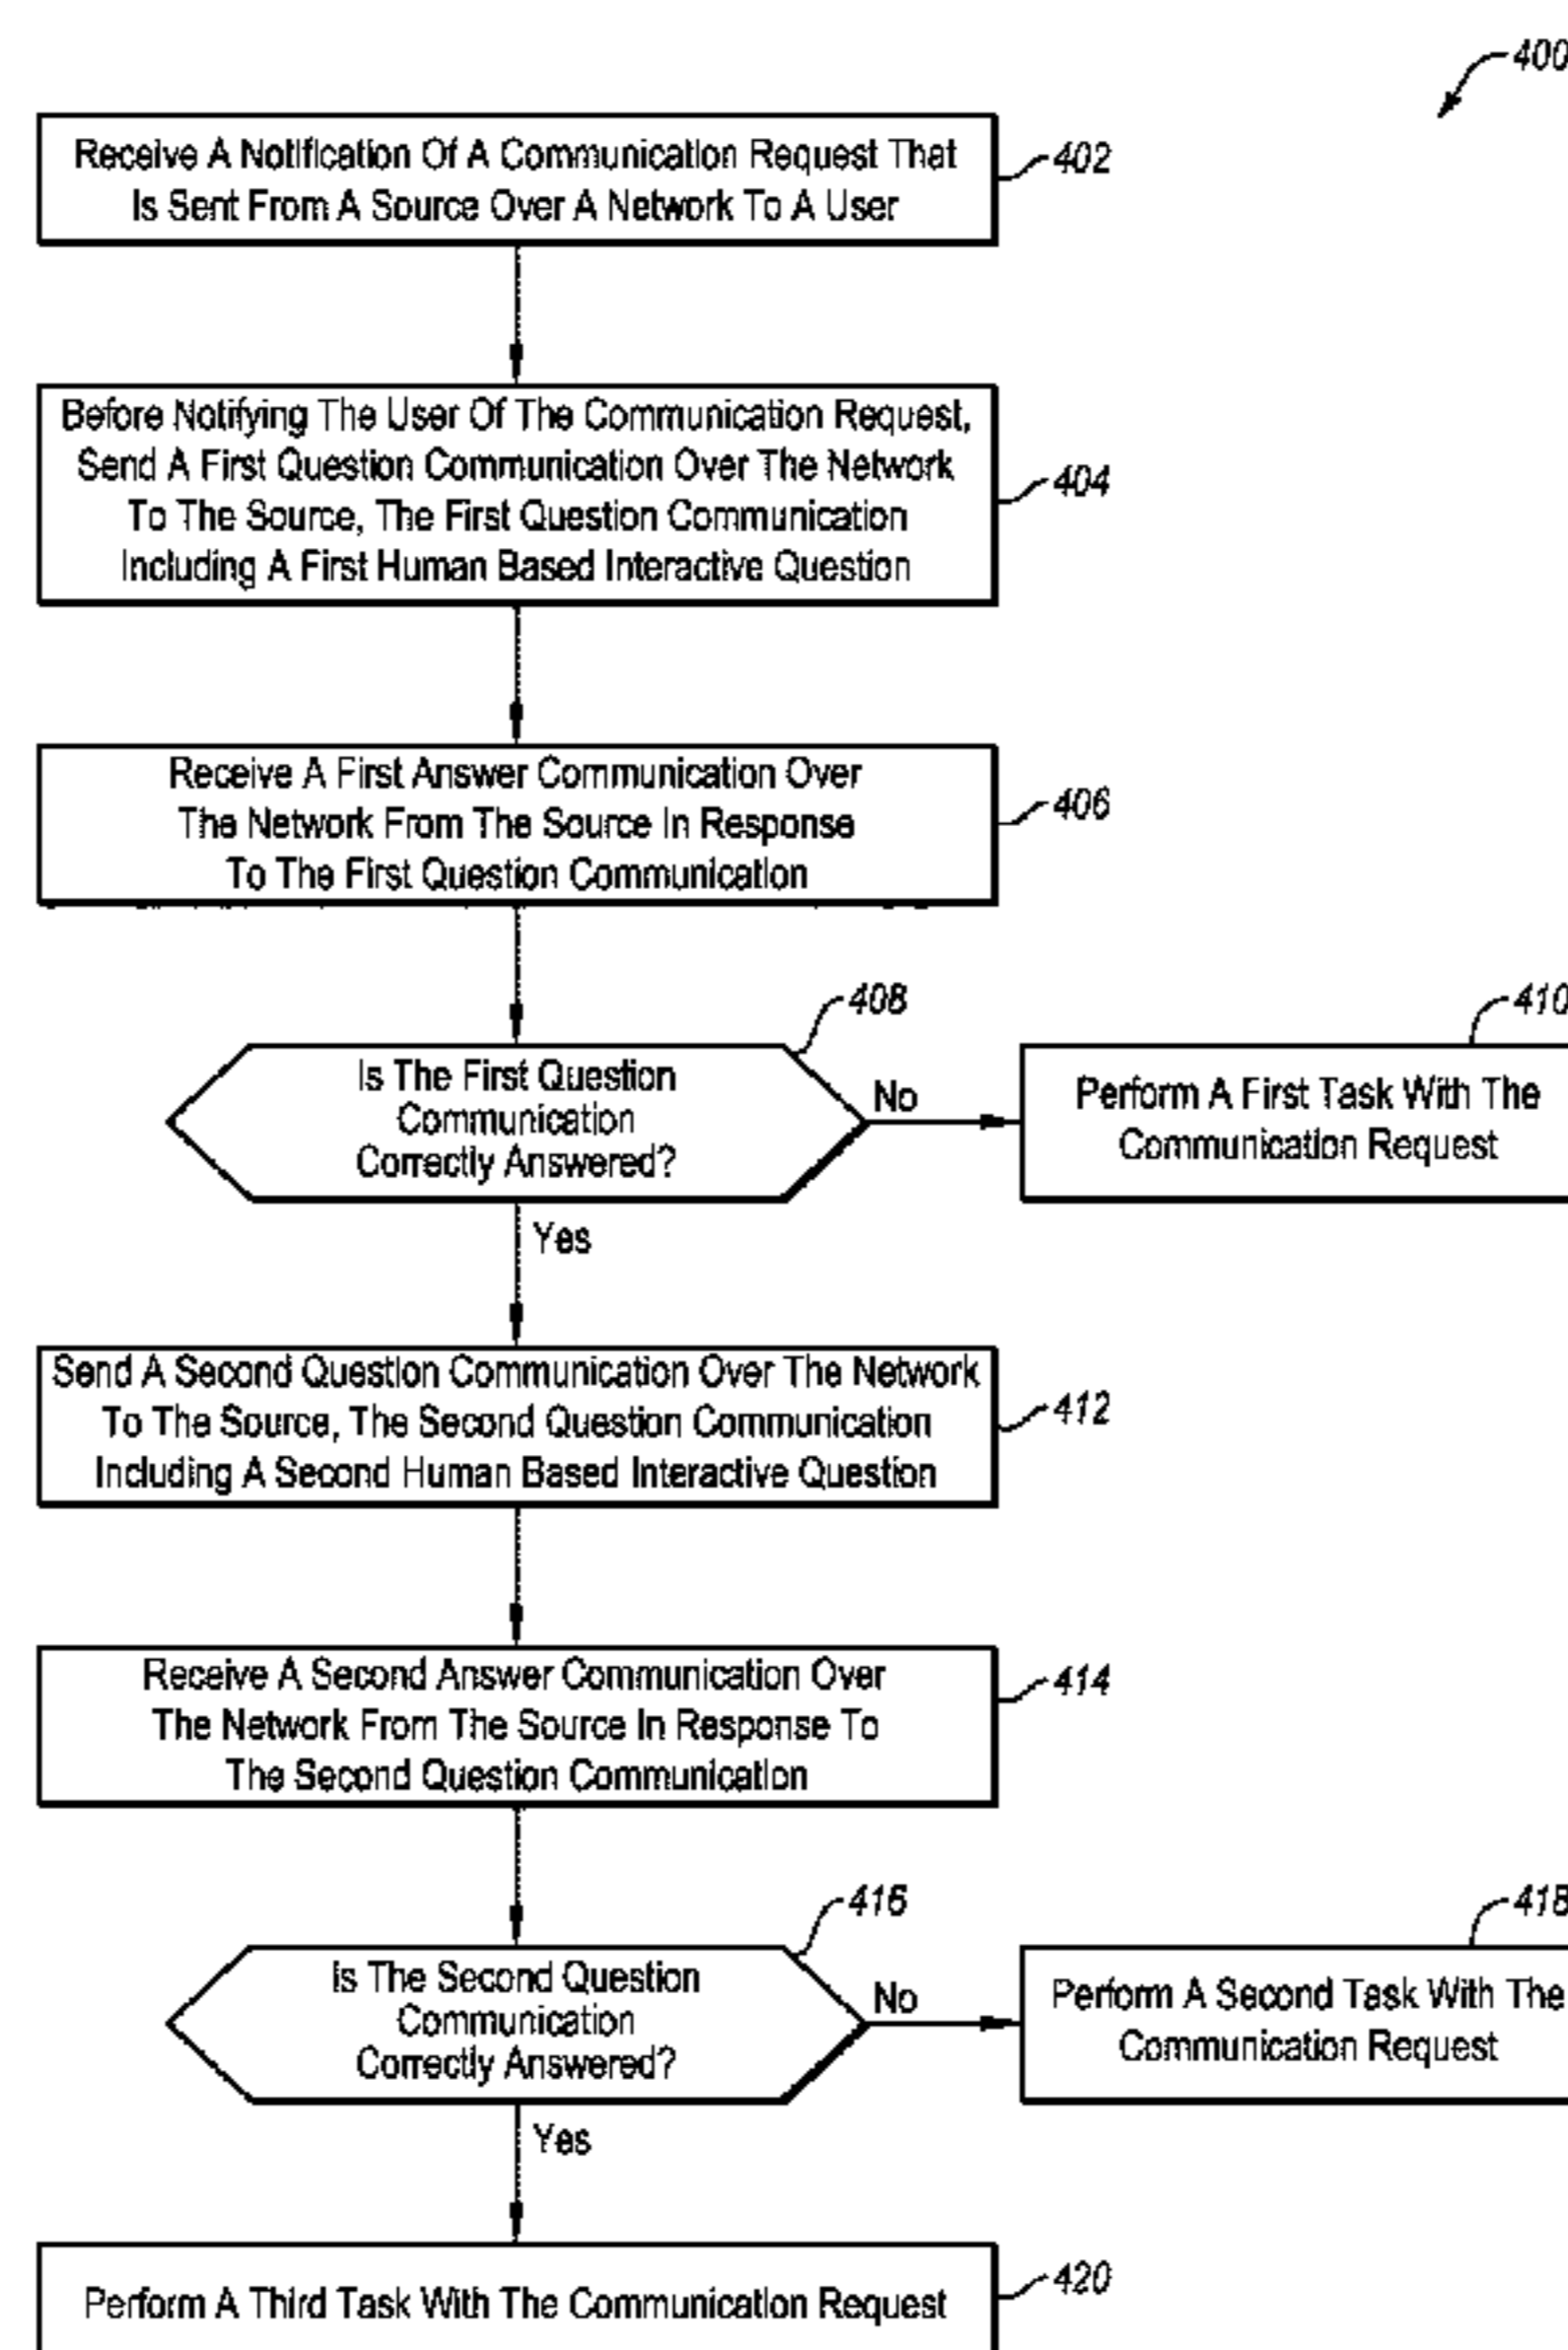 400
Receive A Notification Of A Communication Request That
Is Sent From A Source Over A Network To A User
402
Before Notifying The User Of The Communication Request,
Send A First Question Communication Over The Network
To The Source, The First Question Communication
Including A First Human Based Interactive Question
404
Receive A First Answer Communication Over
The Network From The Source In Response
To The First Question Communication
406
408
Is The First Question
Communication
Correctly Answered?
No
410
Perform A First Task With The
Communication Request
Yes
Send A Second Question Communication Over The Network
To The Source, The Second Question Communication
Including A Second Human Based Interactive Question
412
Receive A Second Answer Communication Over
The Network From The Source In Response To
The Second Question Communication
414
416
Is The Second Question
Communication
Correctly Answered?
No
418
Perform A Second Task With The
Communication Request
Yes
Perform A Third Task With The Communication Request
420